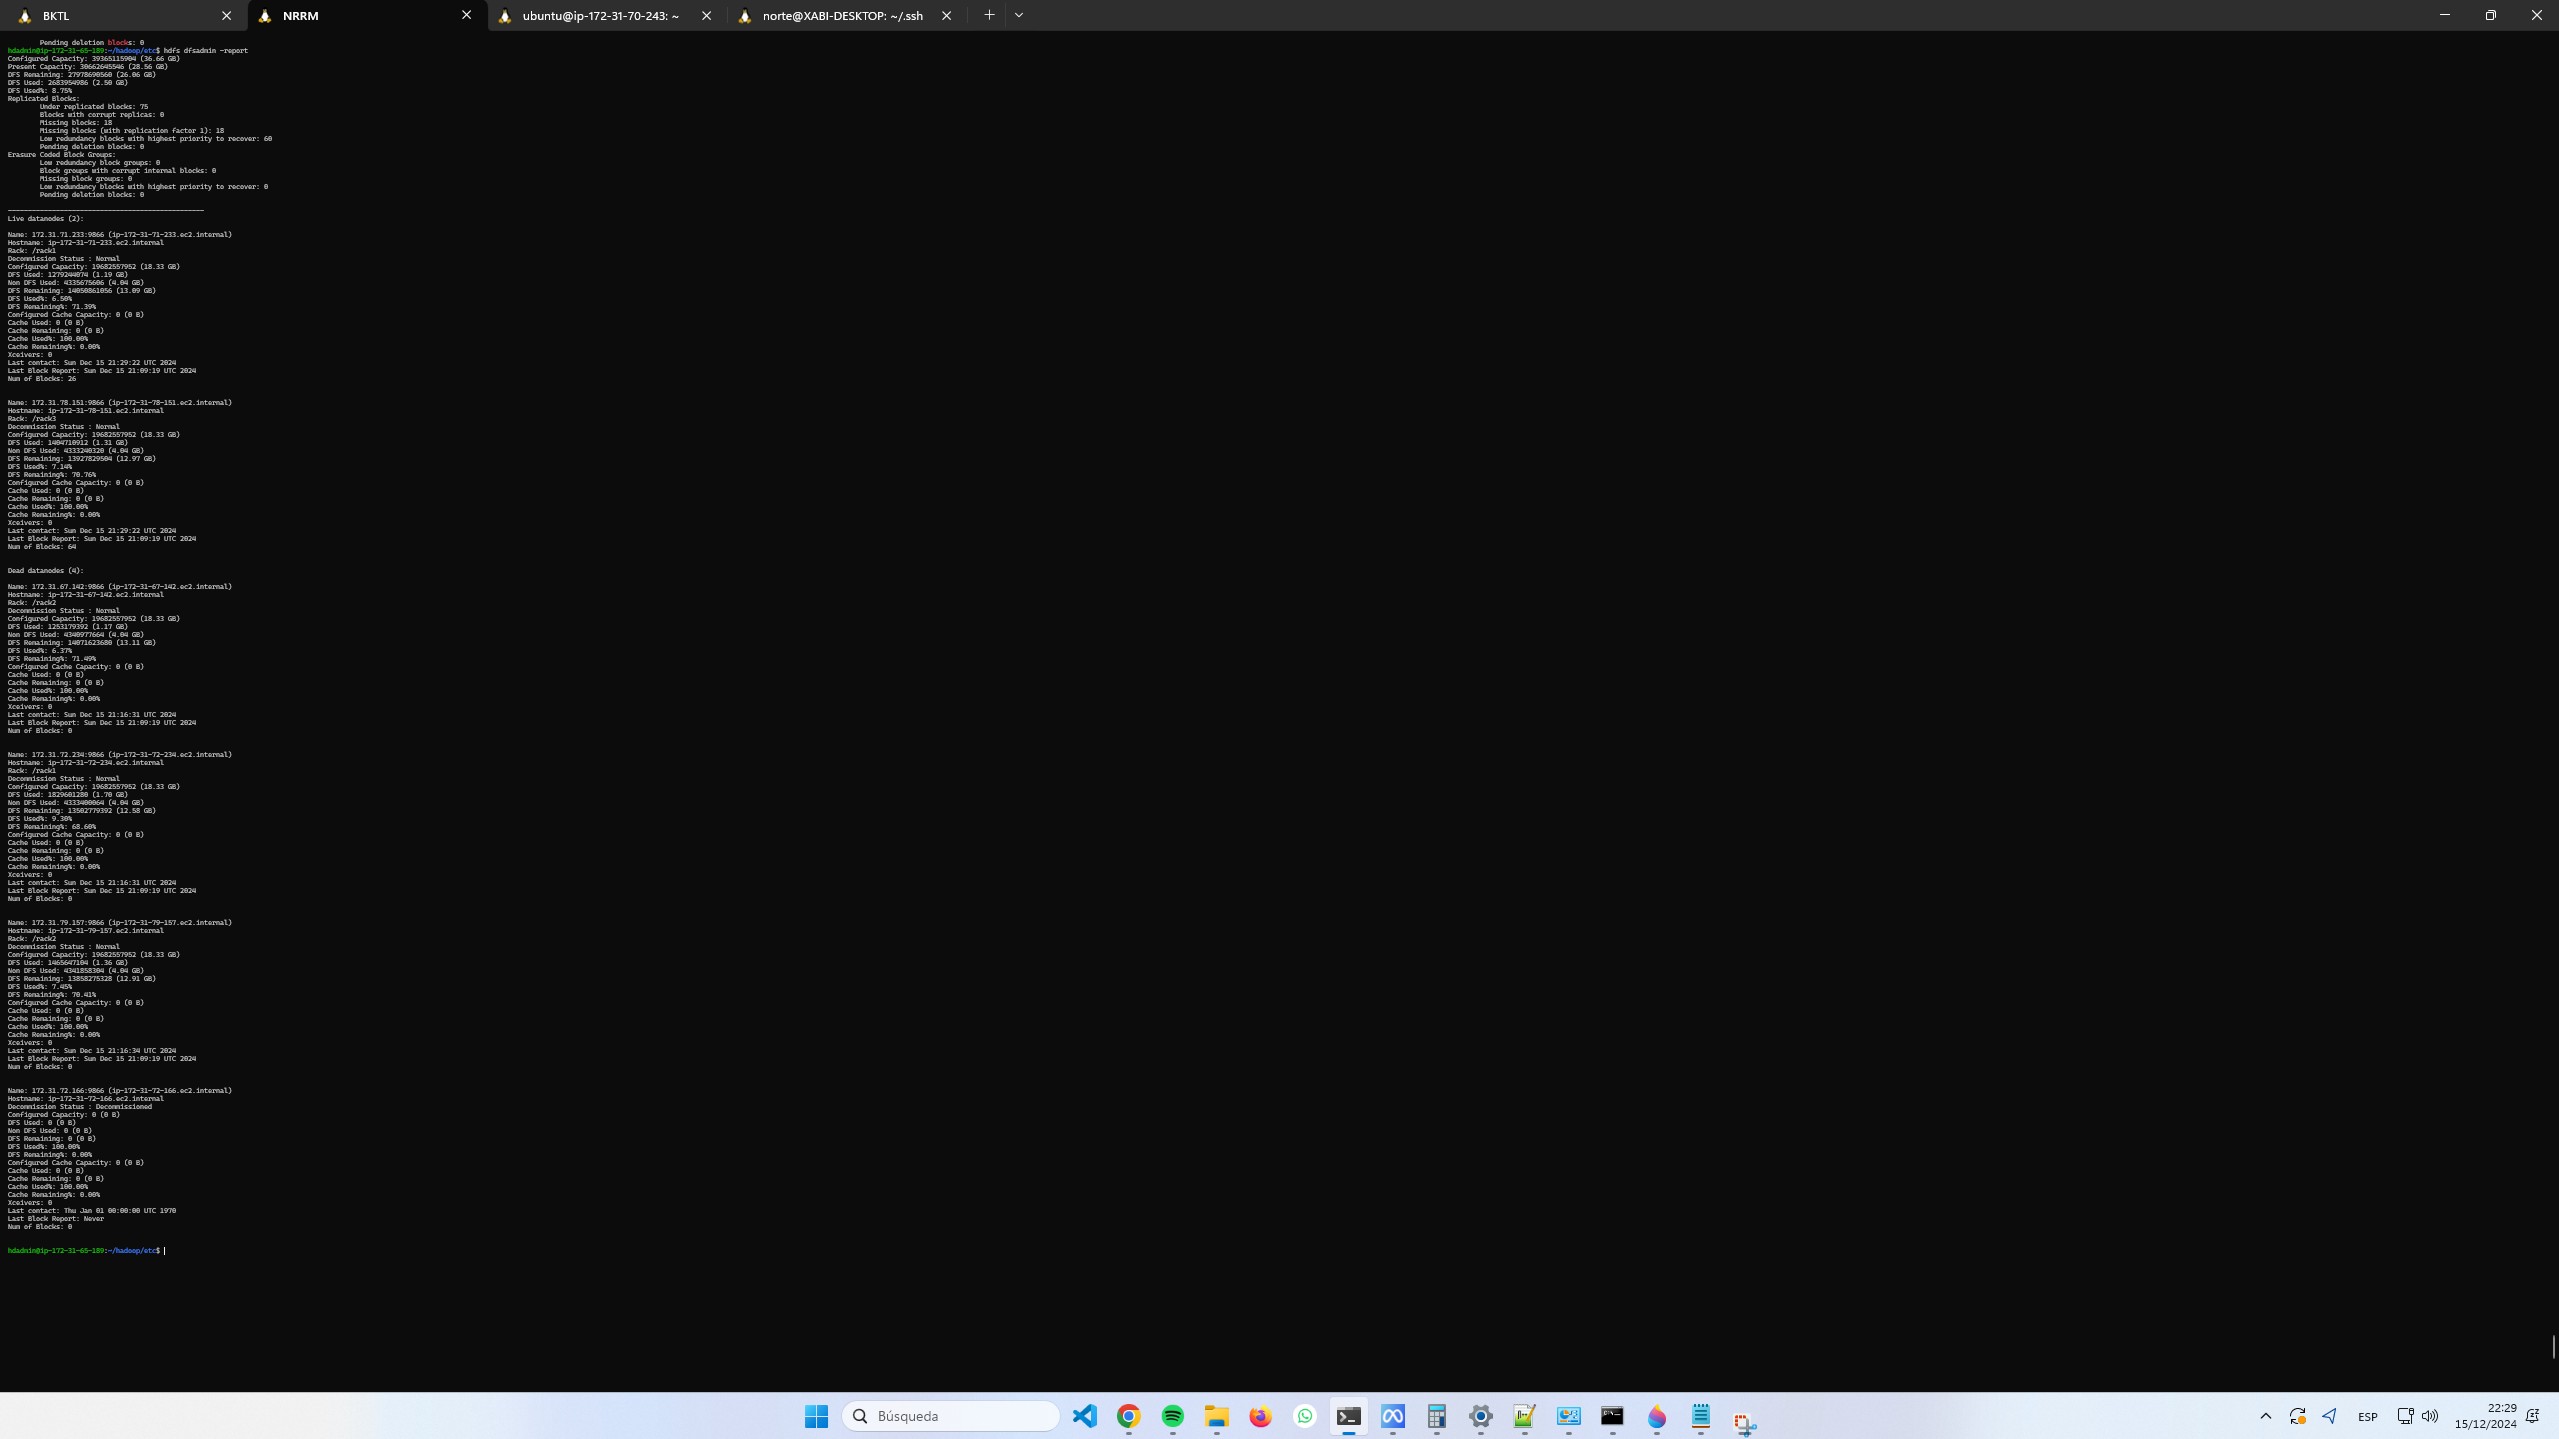 BKTL
NRRM
ubuntu@ip-172-31-70-243: ~
norte@XABI-DESKTOP: ~/.ssh
Pending deletion blocks: 0
hdadmin@ip-172-31-65-189:~/hadoop/etc$ hdfs dfsadmin -report
Configured Capacity: 39365115904 (36.66 GB)
Present Capacity: 30662645546 (28.56 GB)
DFS Remaining: 27978690560 (26.06 GB)
DFS Used: 2683954986 (2.50 GB)
DFS Used%: 8.75%
Replicated Blocks:
Under replicated blocks: 75
Blocks with corrupt replicas: 0
Missing blocks: 18
Missing blocks (with replication factor 1): 18
Low redundancy blocks with highest priority to recover: 60
Pending deletion blocks: 0
Erasure Coded Block Groups:
Low redundancy block groups: 0
Block groups with corrupt internal blocks: 0
Missing block groups: 0
Low redundancy blocks with highest priority to recover: 0
Pending deletion blocks: 0
-------------------------------------------------
Live datanodes (2):
Name: 172.31.71.233:9866 (ip-172-31-71-233.ec2.internal)
Hostname: ip-172-31-71-233.ec2.internal
Rack: /rack1
Decommission Status : Normal
Configured Capacity: 19682557952 (18.33 GB)
DFS Used: 1279244074 (1.19 GB)
Non DFS Used: 4335675606 (4.04 GB)
DFS Remaining: 14050861056 (13.09 GB)
DFS Used%: 6.50%
DFS Remaining%: 71.39%
Configured Cache Capacity: 0 (0 B)
Cache Used: 0 (0 B)
Cache Remaining: 0 (0 B)
Cache Used%: 100.00%
Cache Remaining%: 0.00%
Xceivers: 0
Last contact: Sun Dec 15 21:29:22 UTC 2024
Last Block Report: Sun Dec 15 21:09:19 UTC 2024
Num of Blocks: 26
Name: 172.31.78.151:9866 (ip-172-31-78-151.ec2.internal)
Hostname: ip-172-31-78-151.ec2.internal
Rack: /rack3
Decommission Status : Normal
Configured Capacity: 19682557952 (18.33 GB)
DFS Used: 1404710912 (1.31 GB)
Non DFS Used: 4333240320 (4.04 GB)
DFS Remaining: 13927829504 (12.97 GB)
DFS Used%: 7.14%
DFS Remaining%: 70.76%
Configured Cache Capacity: 0 (0 B)
Cache Used: 0 (0 B)
Cache Remaining: 0 (0 B)
Cache Used%: 100.00%
Cache Remaining%: 0.00%
Xceivers: 0
Last contact: Sun Dec 15 21:29:22 UTC 2024
Last Block Report: Sun Dec 15 21:09:19 UTC 2024
Num of Blocks: 64
Dead datanodes (4):
Name: 172.31.67.142:9866 (ip-172-31-67-142.ec2.internal)
Hostname: ip-172-31-67-142.ec2.internal
Rack: /rack2
Decommission Status : Normal
Configured Capacity: 19682557952 (18.33 GB)
DFS Used: 1253179392 (1.17 GB)
Non DFS Used: 4340977664 (4.04 GB)
DFS Remaining: 14071623680 (13.11 GB)
DFS Used%: 6.37%
DFS Remaining%: 71.49%
Configured Cache Capacity: 0 (0 B)
Cache Used: 0 (0 B)
Cache Remaining: 0 (0 B)
Cache Used%: 100.00%
Cache Remaining%: 0.00%
Xceivers: 0
Last contact: Sun Dec 15 21:16:31 UTC 2024
Last Block Report: Sun Dec 15 21:09:19 UTC 2024
Num of Blocks: 0
Name: 172.31.72.234:9866 (ip-172-31-72-234.ec2.internal)
Hostname: ip-172-31-72-234.ec2.internal
Rack: /rack1
Decommission Status : Normal
Configured Capacity: 19682557952 (18.33 GB)
DFS Used: 1829601280 (1.70 GB)
Non DFS Used: 4333400064 (4.04 GB)
DFS Remaining: 13502779392 (12.58 GB)
DFS Used%: 9.30%
DFS Remaining%: 68.60%
Configured Cache Capacity: 0 (0 B)
Cache Used: 0 (0 B)
Cache Remaining: 0 (0 B)
Cache Used%: 100.00%
Cache Remaining%: 0.00%
Xceivers: 0
Last contact: Sun Dec 15 21:16:31 UTC 2024
Last Block Report: Sun Dec 15 21:09:19 UTC 2024
Num of Blocks: 0
Name: 172.31.79.157:9866 (ip-172-31-79-157.ec2.internal)
Hostname: ip-172-31-79-157.ec2.internal
Rack: /rack2
Decommission Status : Normal
Configured Capacity: 19682557952 (18.33 GB)
DFS Used: 1465647104 (1.36 GB)
Non DFS Used: 4341858304 (4.04 GB)
DFS Remaining: 13858275328 (12.91 GB)
DFS Used%: 7.45%
DFS Remaining%: 70.41%
Configured Cache Capacity: 0 (0 B)
Cache Used: 0 (0 B)
Cache Remaining: 0 (0 B)
Cache Used%: 100.00%
Cache Remaining%: 0.00%
Xceivers: 0
Last contact: Sun Dec 15 21:16:34 UTC 2024
Last Block Report: Sun Dec 15 21:09:19 UTC 2024
Num of Blocks: 0
Name: 172.31.72.166:9866 (ip-172-31-72-166.ec2.internal)
Hostname: ip-172-31-72-166.ec2.internal
Decommission Status : Decommissioned
Configured Capacity: 0 (0 B)
DFS Used: 0 (0 B)
Non DFS Used: 0 (0 B)
DFS Remaining: 0 (0 B)
DFS Used%: 100.00%
DFS Remaining%: 0.00%
Configured Cache Capacity: 0 (0 B)
Cache Used: 0 (0 B)
Cache Remaining: 0 (0 B)
Cache Used%: 100.00%
Cache Remaining%: 0.00%
Xceivers: 0
Last contact: Thu Jan 01 00:00:00 UTC 1970
Last Block Report: Never
Num of Blocks: 0
hdadmin@ip-172-31-65-189:~/hadoop/etc$
Búsqueda
ESP
22:29
15/12/2024